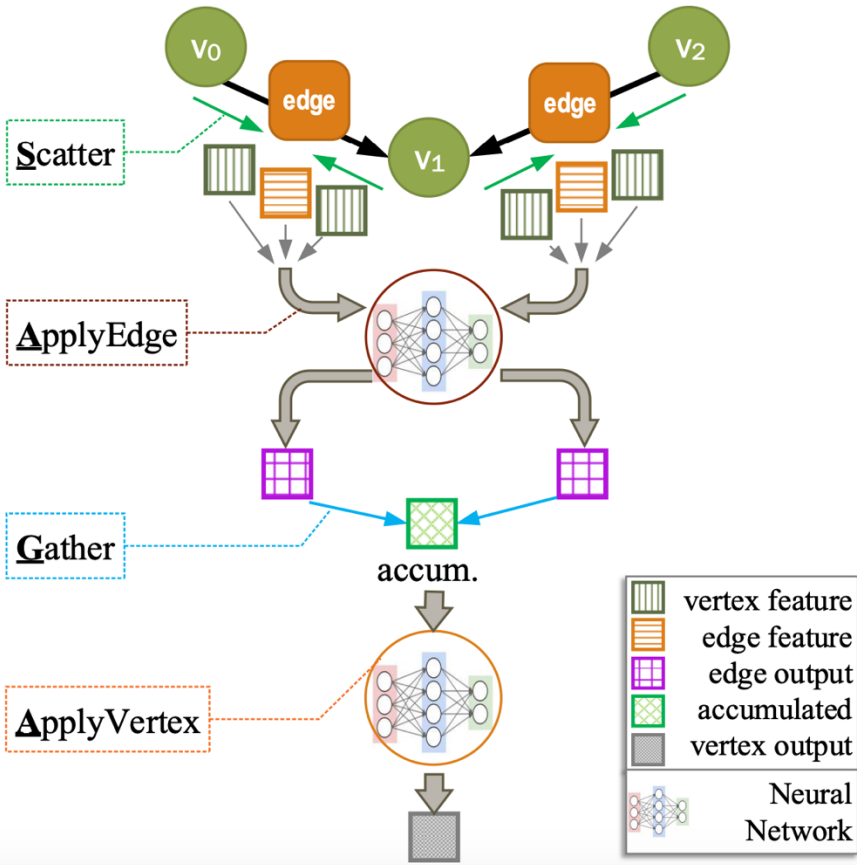 V0
V2
edge
edge
V1
Scatter
ApplyEdge
Gather
accum.
ApplyVertex
vertex feature
edge feature
edge output
accumulated
vertex output
Neural
Network